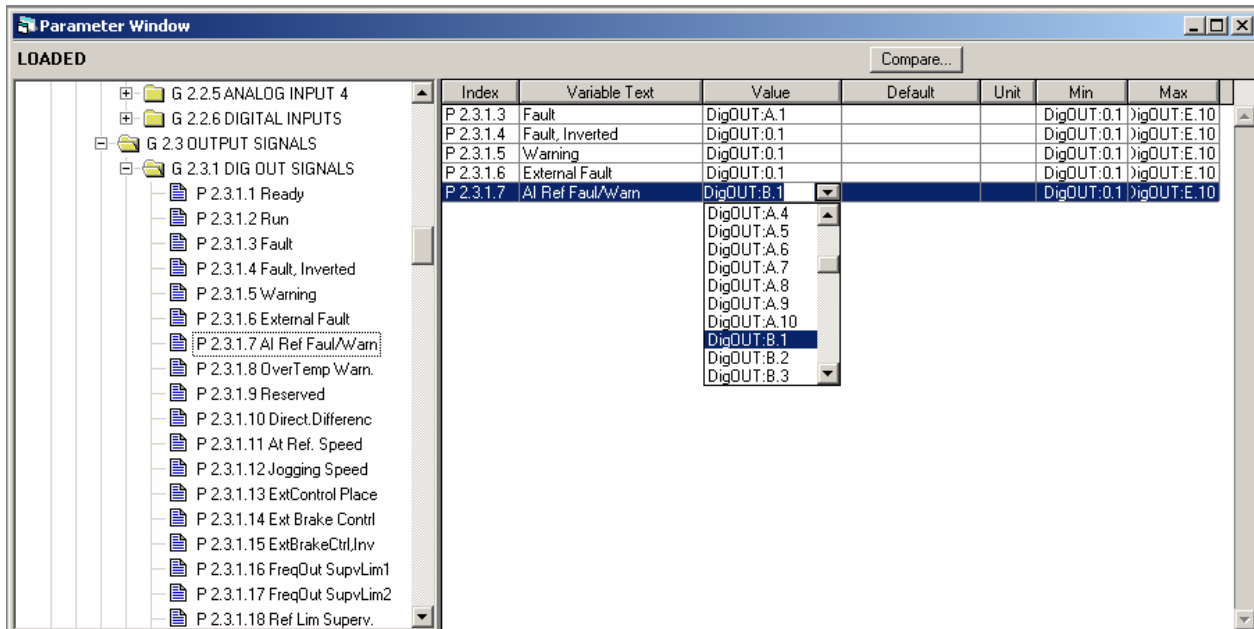 Parameter Window
LOADED
Compare...
G 2.2.5 ANALOG INPUT 4
G 2.2.6 DIGITAL INPUTS
G 2.3 OUTPUT SIGNALS
G 2.3.1 DIG OUT SIGNALS
P 2.3.1.1 Ready
P 2.3.1.2 Run
P 2.3.1.3 Fault
P 2.3.1.4 Fault, Inverted
P 2.3.1.5 Warning
P 2.3.1.6 External Fault
P 2.3.1.7 AI Ref Faul/Warn
P 2.3.1.8 OverTemp Warn.
P 2.3.1.9 Reserved
P 2.3.1.10 Direct.Differenc
P 2.3.1.11 At Ref. Speed
P 2.3.1.12 Jogging Speed
P 2.3.1.13 ExtControl Place
P 2.3.1.14 Ext Brake Contrl
P 2.3.1.15 ExtBrakeCtrl,Inv
P 2.3.1.16 FreqOut SupvLim1
P 2.3.1.17 FreqOut SupvLim2
P 2.3.1.18 Ref Lim Superv.
Index Variable Text Value Default Unit Min Max
P 2.3.1.3 Fault DigOUT:A.1 DigOUT:0.1 DigOUT:E.10
P 2.3.1.4 Fault, Inverted DigOUT:0.1 DigOUT:0.1 DigOUT:E.10
P 2.3.1.5 Warning DigOUT:0.1 DigOUT:0.1 DigOUT:E.10
P 2.3.1.6 External Fault DigOUT:0.1 DigOUT:0.1 DigOUT:E.10
P 2.3.1.7 AI Ref Faul/Warn DigOUT:B.1 DigOUT:0.1 DigOUT:E.10
DigOUT:A.4
DigOUT:A.5
DigOUT:A.6
DigOUT:A.7
DigOUT:A.8
DigOUT:A.9
DigOUT:A.10
DigOUT:B.1
DigOUT:B.2
DigOUT:B.3